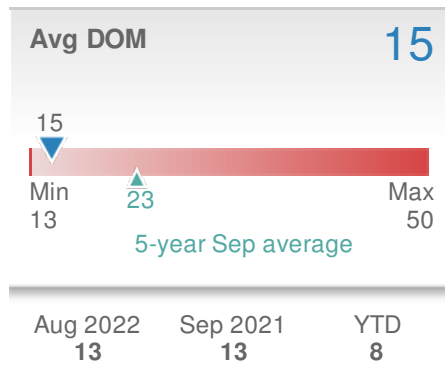 Avg DOM 15
15
Min 23 Max
13 50
5-year Sep average
Aug 2022 Sep 2021 YTD
13 13 8